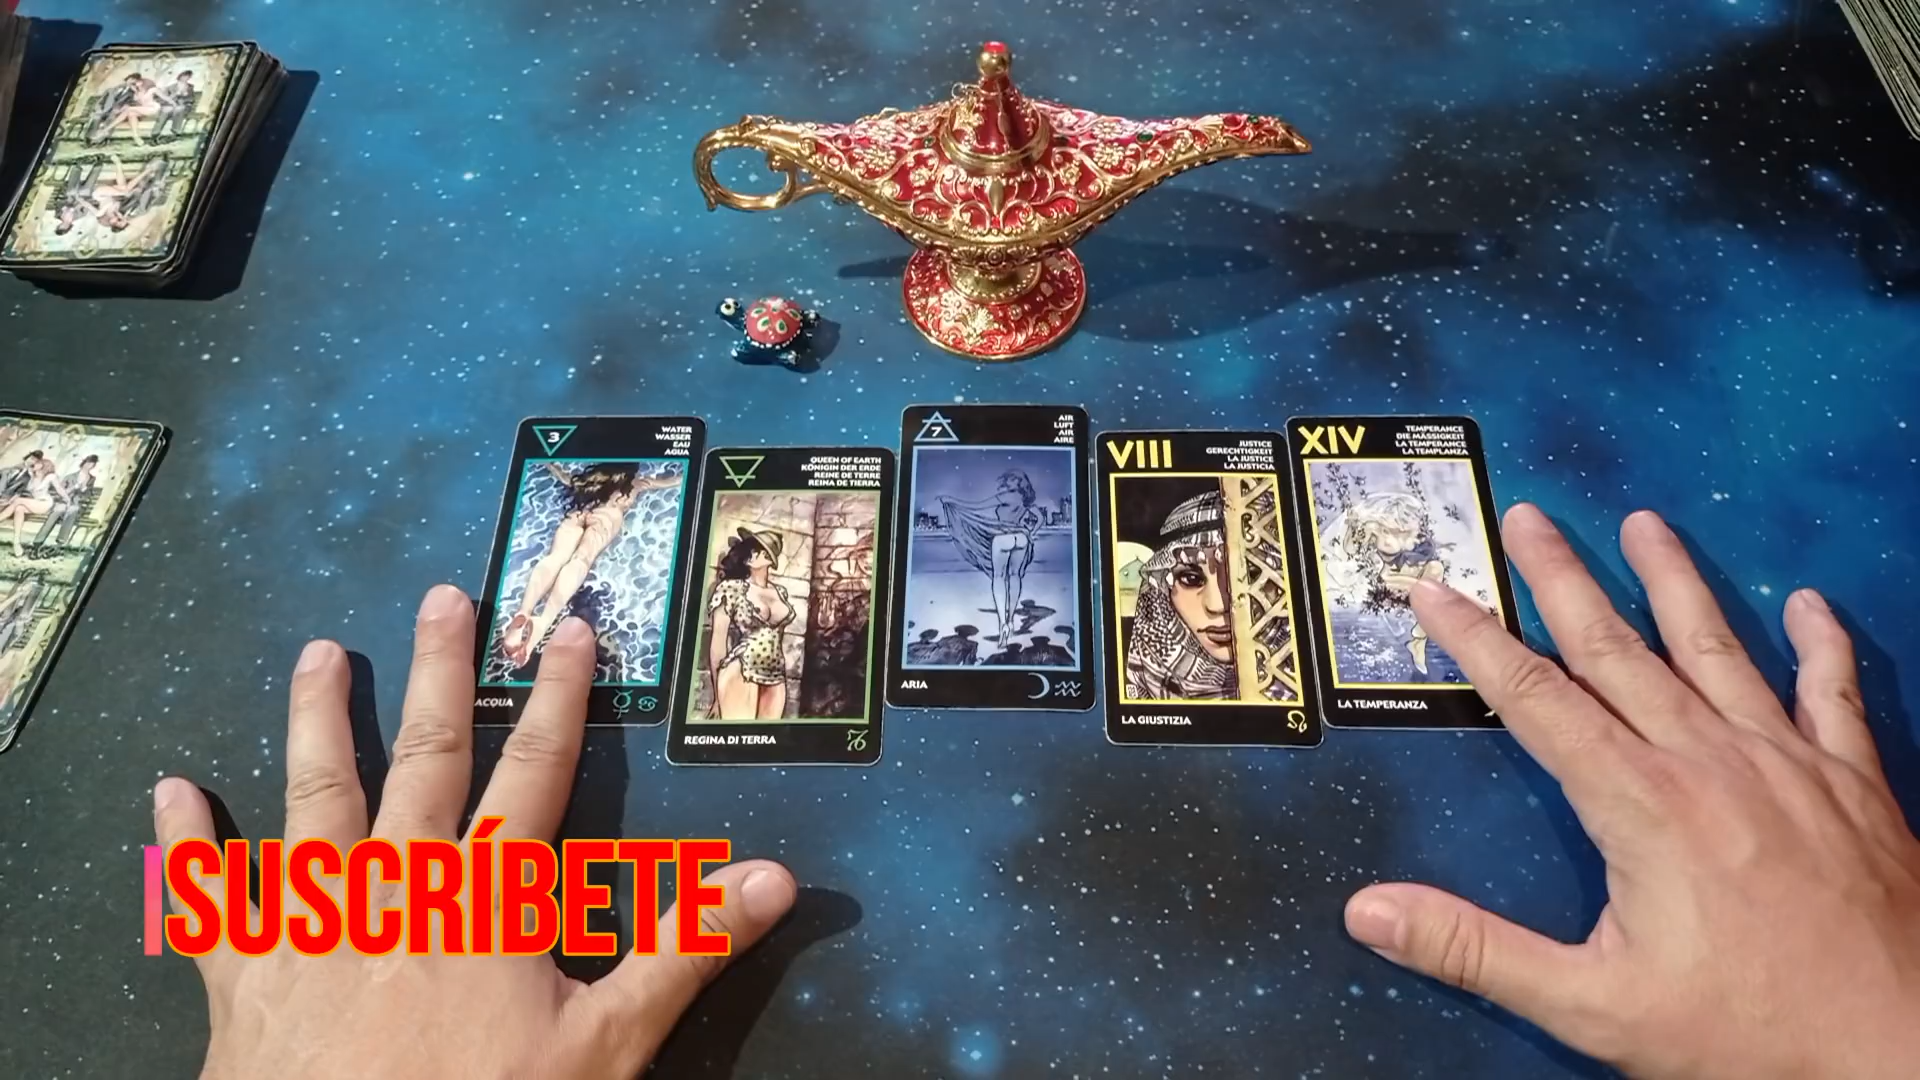 3
WATER
WASSER
EAU
AGUA
ACQUA
QUEEN OF EARTH
KÖNIGIN DER ERDE
REINE DE TERRE
REINA DE TIERRA
REGINA DI TERRA
7
AIR
LUFT
AIR
AIRE
ARIA
VIII
JUSTICE
GERECHTIGKEIT
LA JUSTICE
LA JUSTICIA
LA GIUSTIZIA
XIV
TEMPERANCE
DIE MÄSSIGKEIT
LA TEMPERANCE
LA TEMPLANZA
LA TEMPERANZA
SUSCRÍBETE